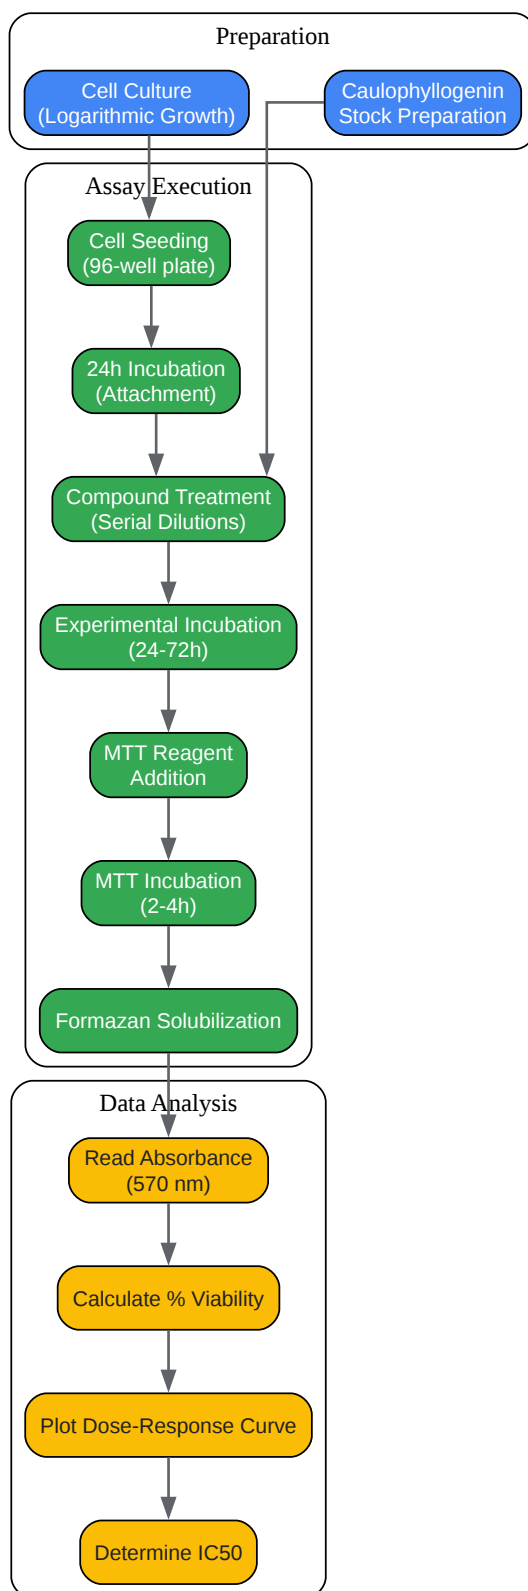 Preparation
Cell Culture
(Logarithmic Growth)
Caulophyllogenin
Stock Preparation
Assay Execution
Cell Seeding
(96-well plate)
24h Incubation
(Attachment)
Compound Treatment
(Serial Dilutions)
Experimental Incubation
(24-72h)
MTT Reagent
Addition
MTT Incubation
(2-4h)
Formazan Solubilization
Data Analysis
Read Absorbance
(570 nm)
Calculate % Viability
Plot Dose-Response Curve
Determine IC50